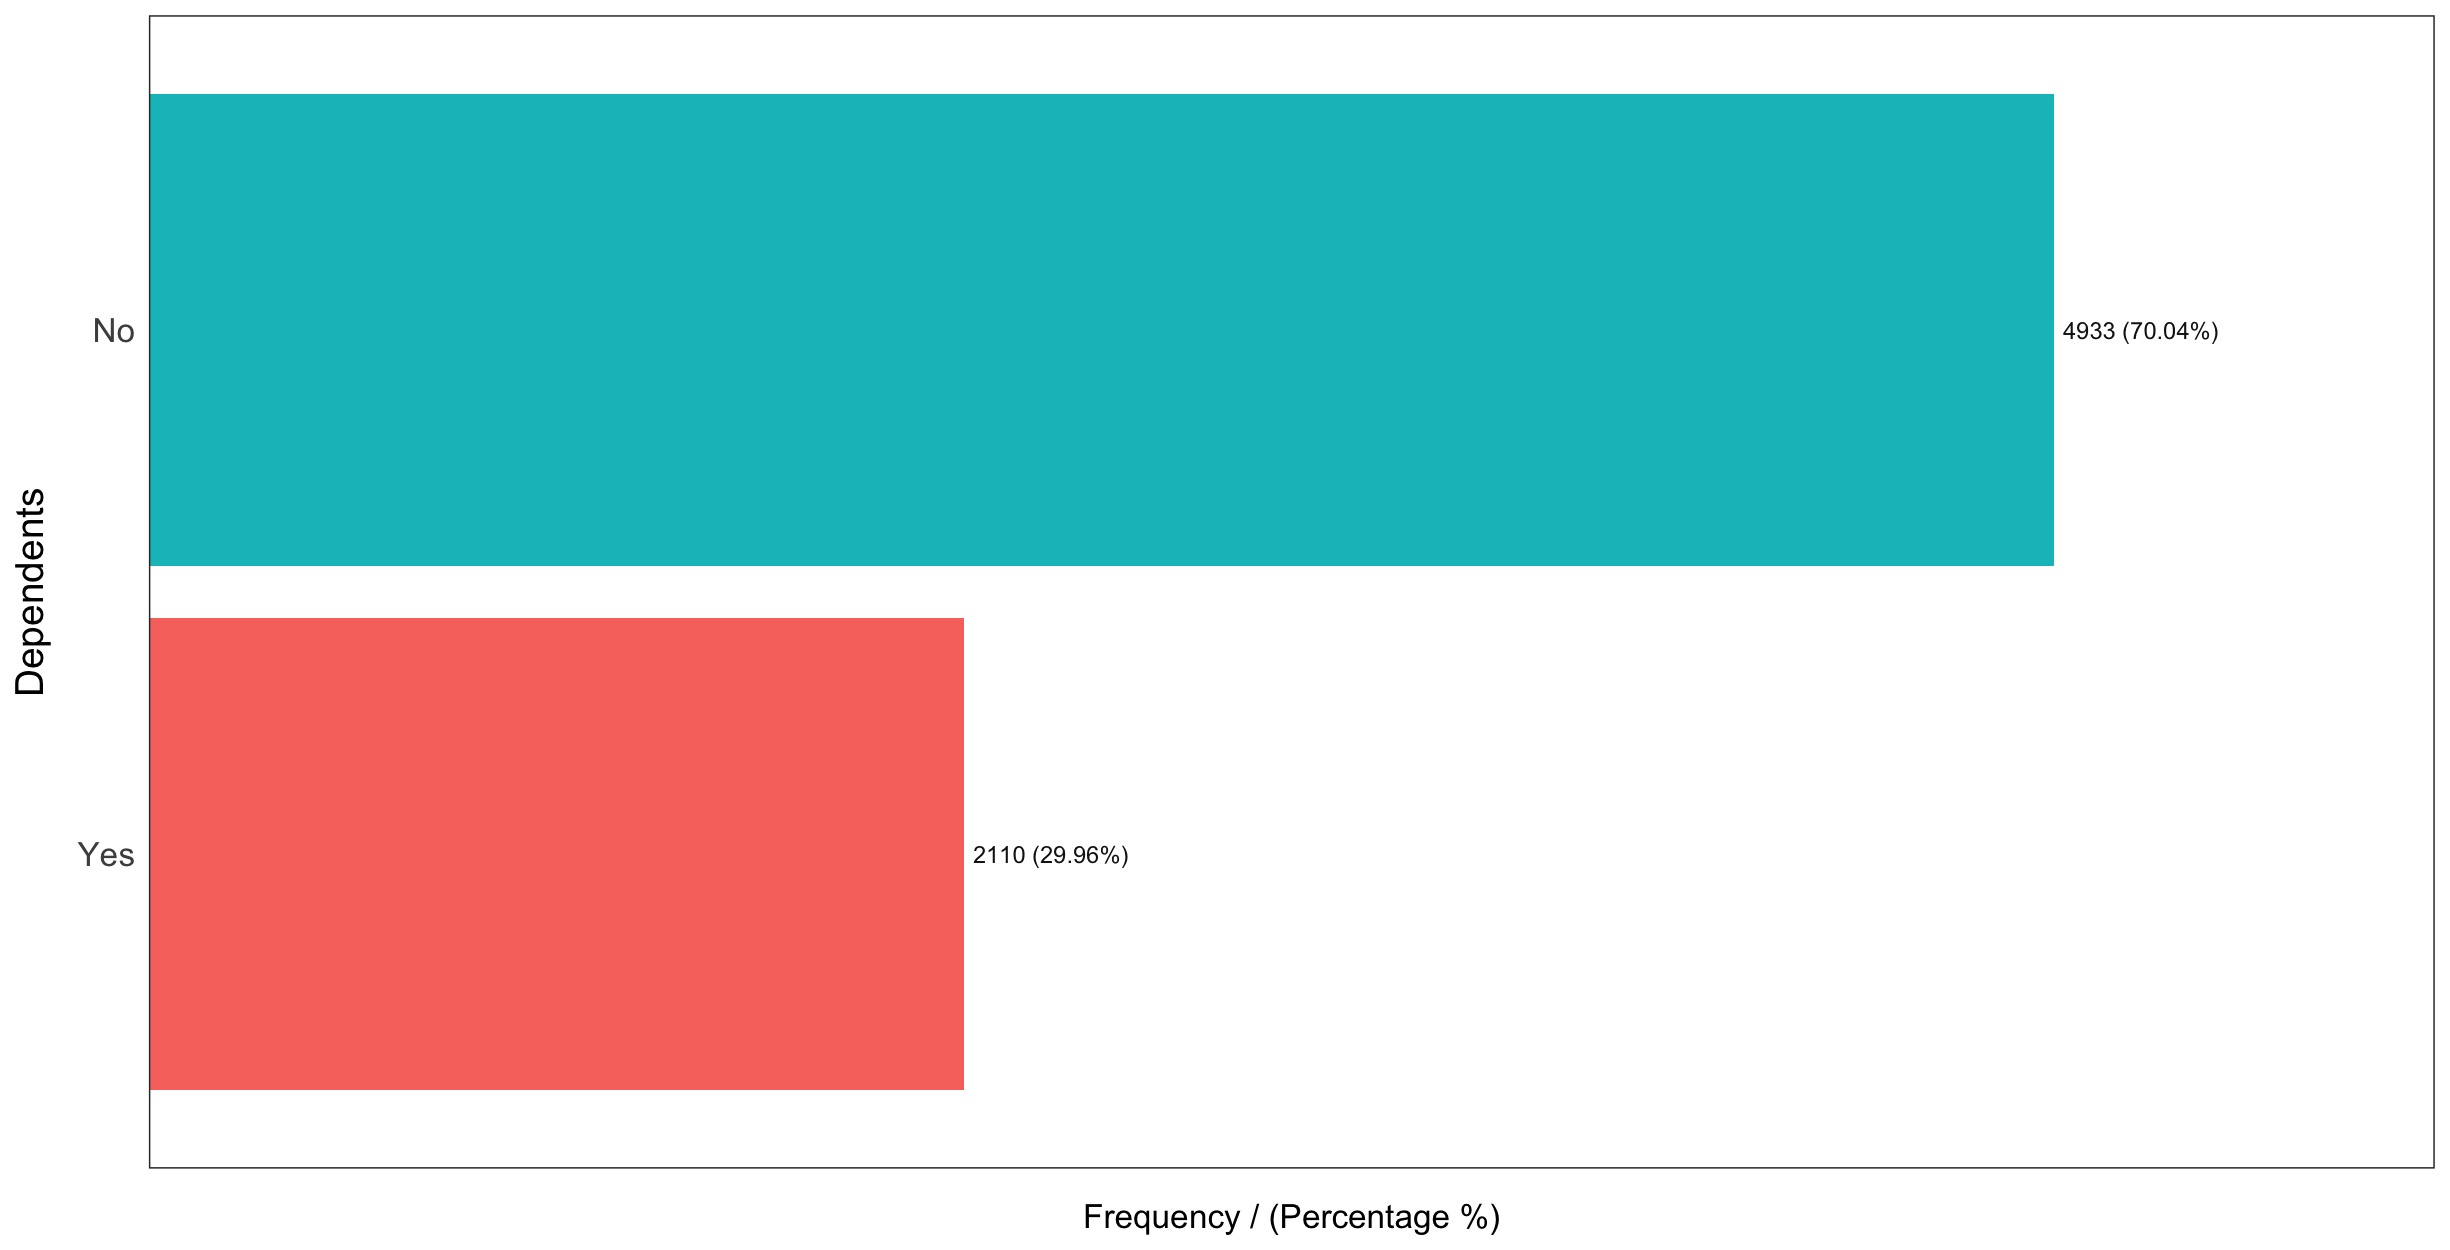 Dependents
No
4933 (70.04%)
Yes
2110 (29.96%)
Frequency / (Percentage %)